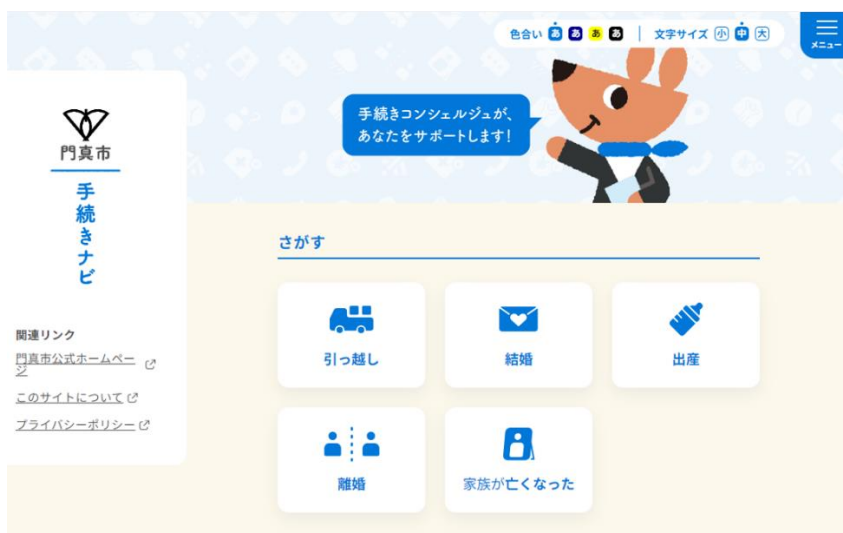 色合い あ あ あ あ 文字サイズ 小 中 大
メニュー
門真市
手続きナビ
手続きコンシェルジュが、
あなたをサポートします!
関連リンク
門真市公式ホームペー
ジ
このサイトについて
プライバシーポリシー
さがす
引っ越し
結婚
出産
離婚
家族が亡くなった